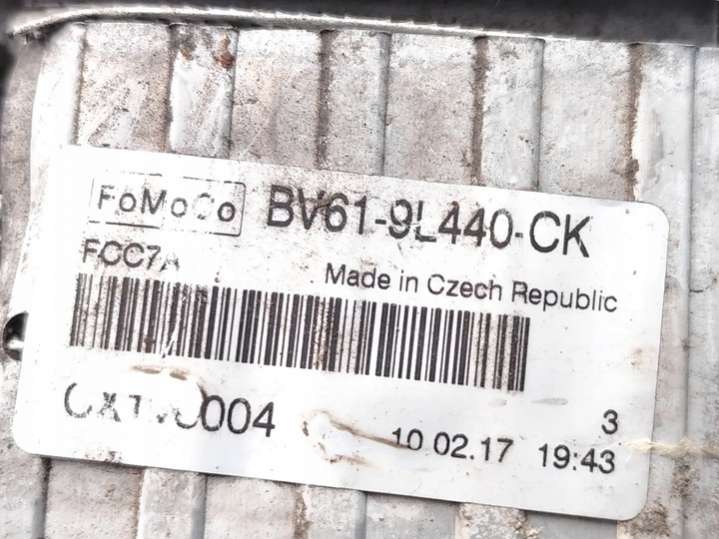 FoMoCo BV61-9L440-CK
FCC7A Made in Czech Republic
3
10 02.17 19:43